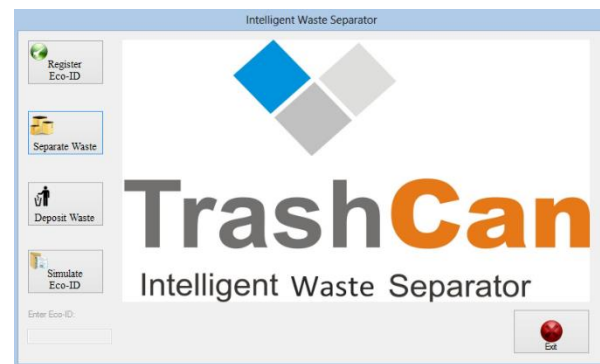 Intelligent Waste Separator
Register
Eco-ID
Separate Waste
Deposit Waste
Simulate
Eco-ID
Enter Eco-ID:
TrashCan
Intelligent Waste Separator
Exit